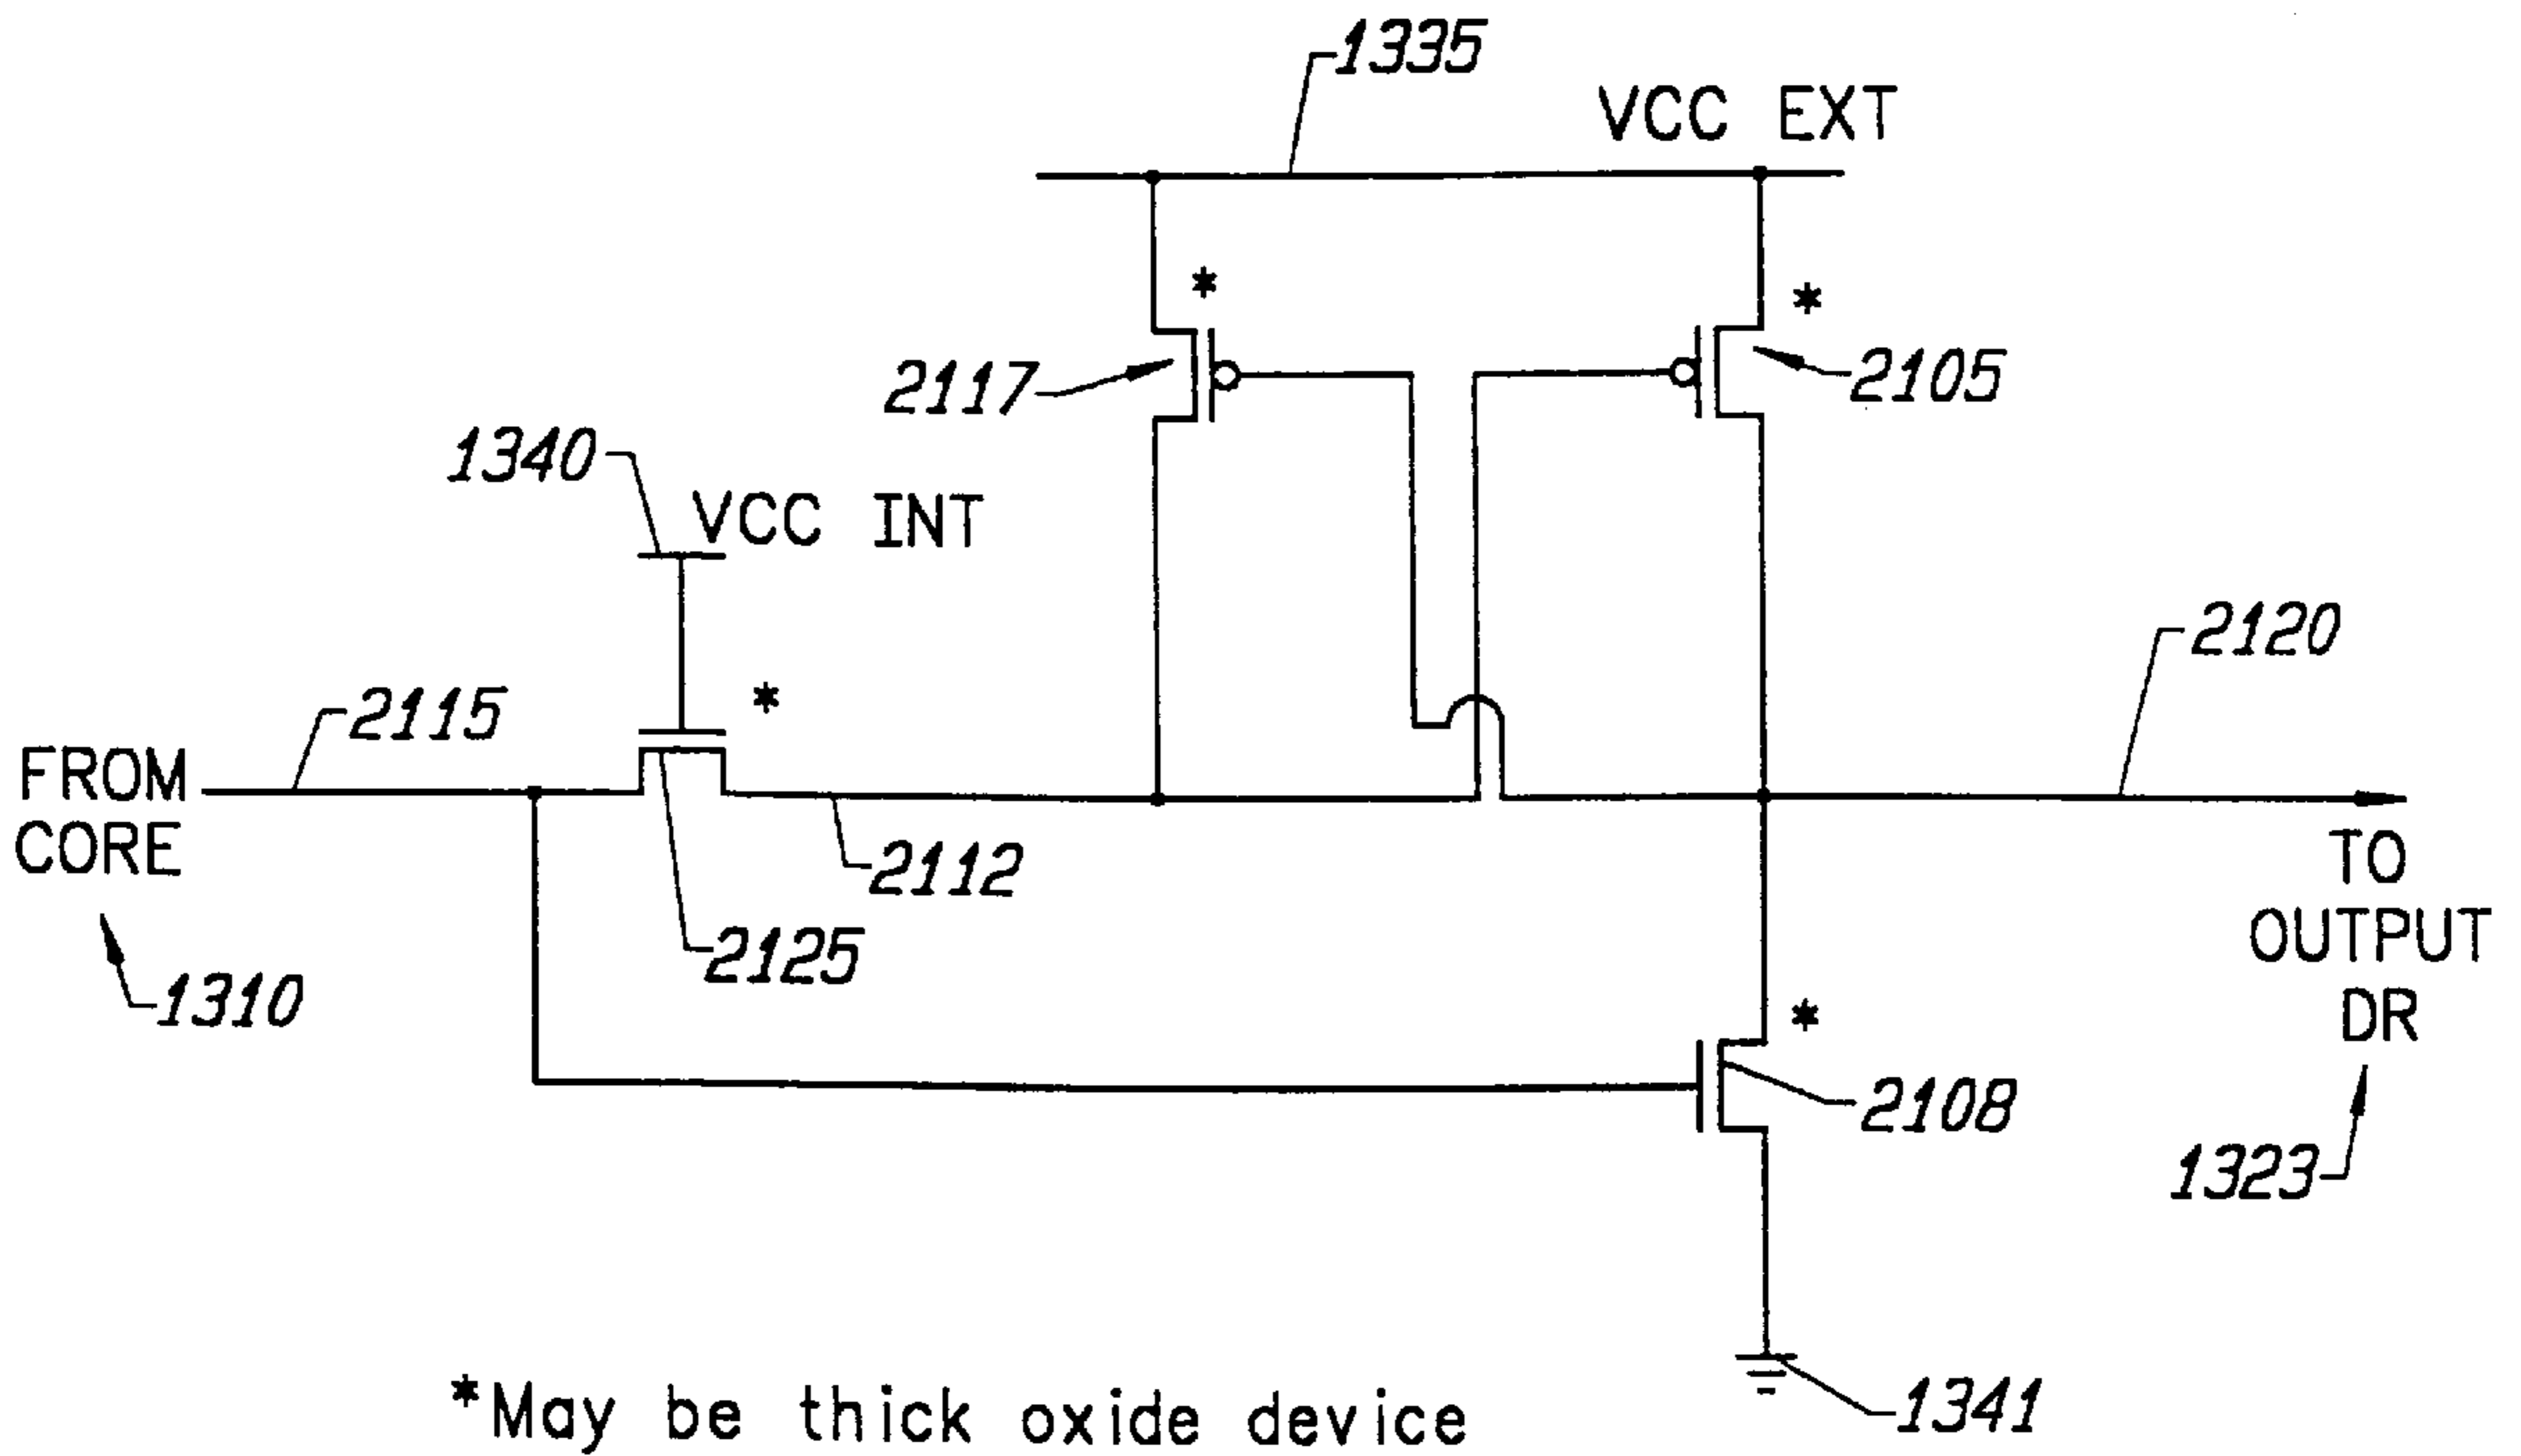 1335
VCC EXT
*
*
2117
2105
1340
VCC INT
2120
*
2115
FROM
CORE
2112
TO
OUTPUT
DR
2125
1310
*
2108
1323
1341
*May be thick oxide device